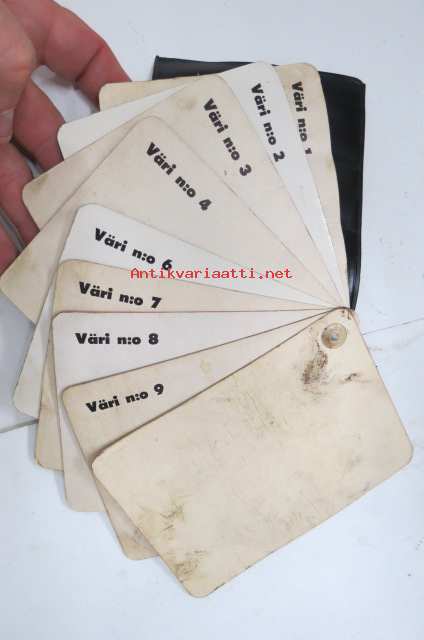 Väri n:o 1
Väri n:o 2
Väri n:o 3
Väri n:o 4
Väri n:o 6
Väri n:o 7
Väri n:o 8
Väri n:o 9
Antikvariaatti.net